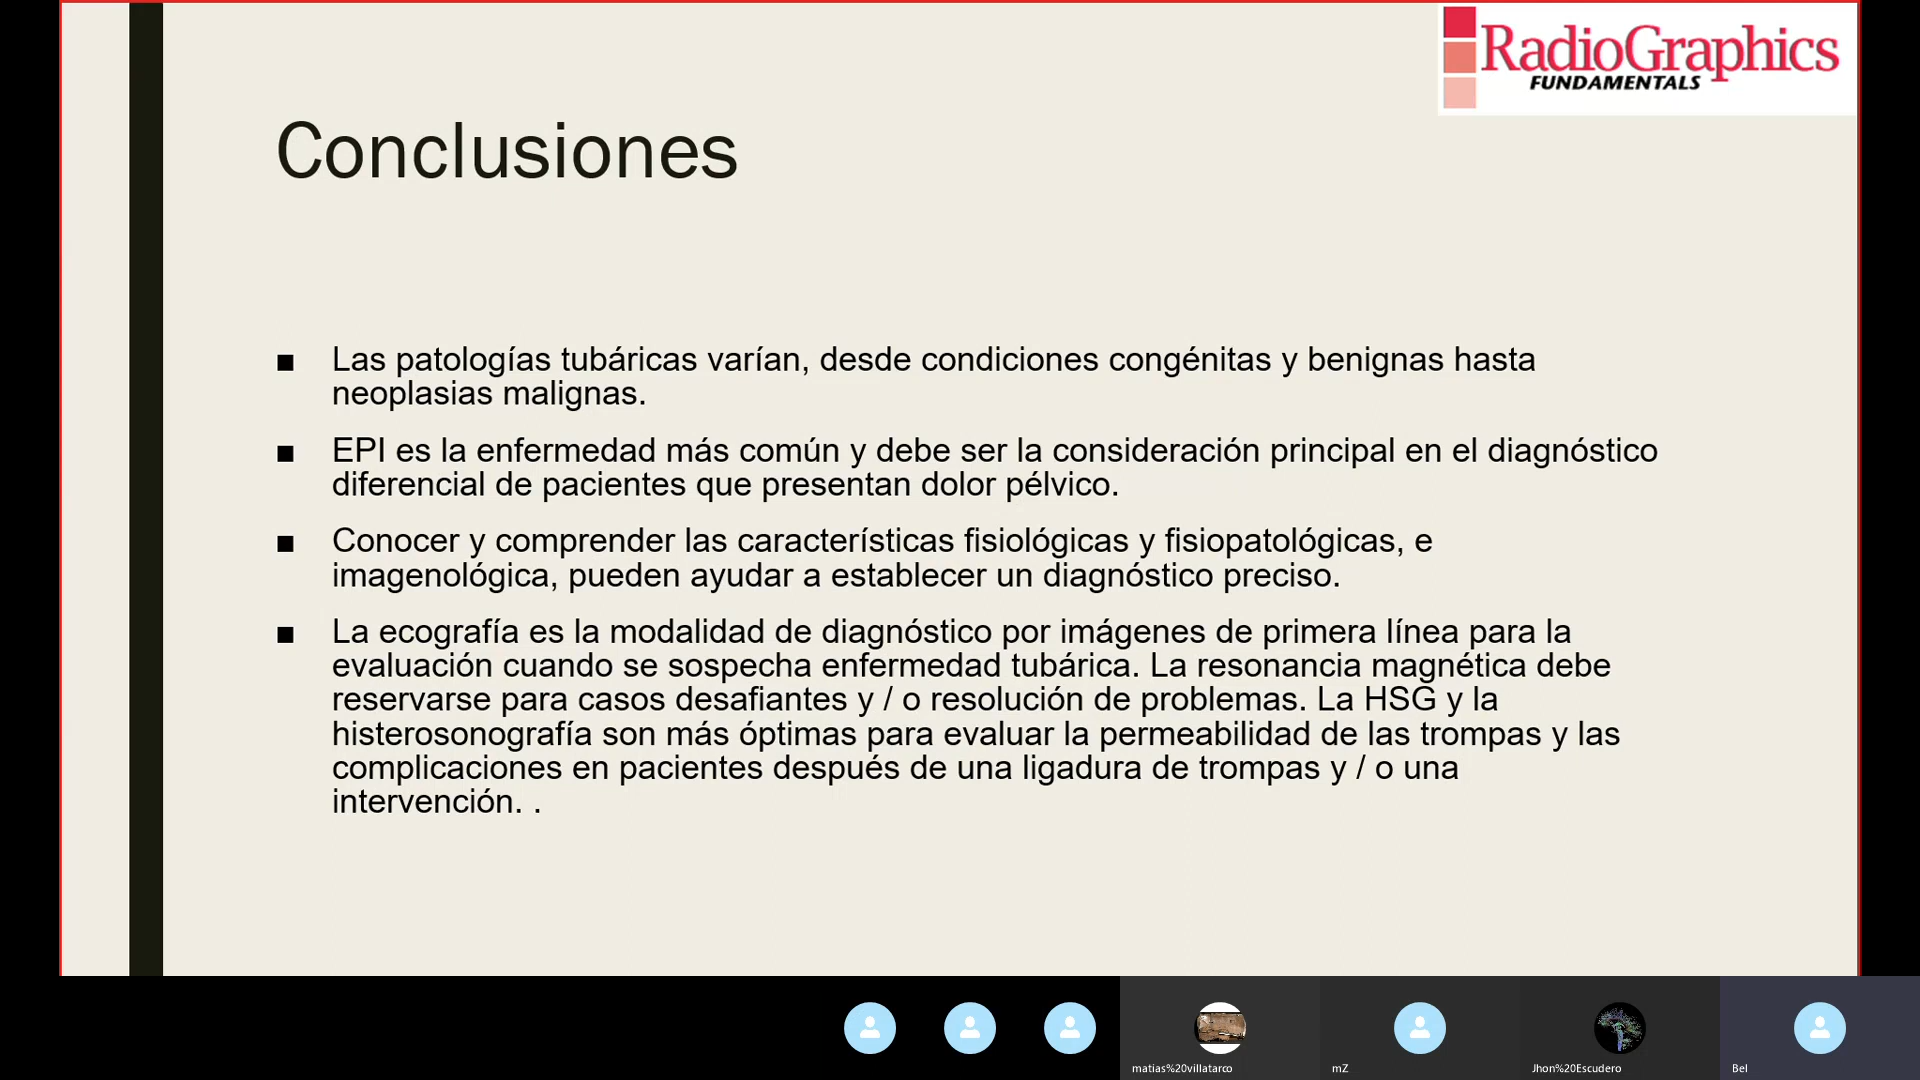 RadioGraphics
FUNDAMENTALS
Conclusiones
■ Las patologías tubáricas varían, desde condiciones congénitas y benignas hasta
neoplasias malignas.
■ EPI es la enfermedad más común y debe ser la consideración principal en el diagnóstico
diferencial de pacientes que presentan dolor pélvico.
■ Conocer y comprender las características fisiológicas y fisiopatológicas, e
imagenológica, pueden ayudar a establecer un diagnóstico preciso.
■ La ecografía es la modalidad de diagnóstico por imágenes de primera línea para la
evaluación cuando se sospecha enfermedad tubárica. La resonancia magnética debe
reservarse para casos desafiantes y / o resolución de problemas. La HSG y la
histerosonografía son más óptimas para evaluar la permeabilidad de las trompas y las
complicaciones en pacientes después de una ligadura de trompas y / o una
intervención. .
matias%20villatarco
mZ
Jhon%20Escudero
Bel